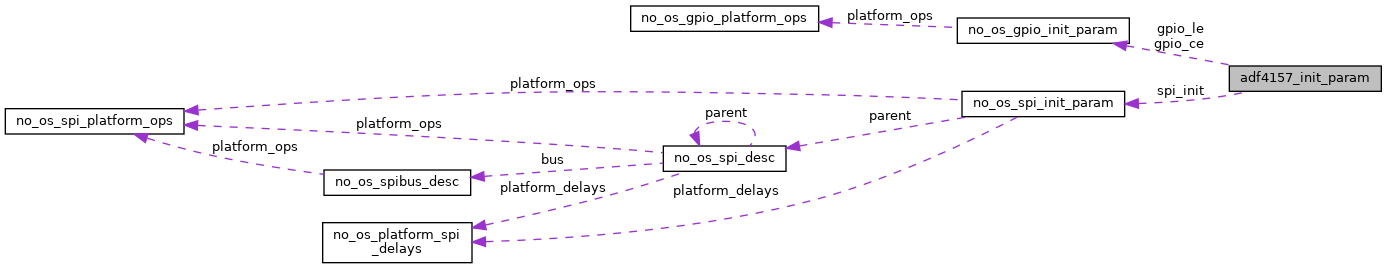 no_os_gpio_platform_ops
platform_ops
no_os_gpio_init_param
gpio_le
gpio_ce
adf4157_init_param
spi_init
platform_ops
no_os_spi_init_param
no_os_spi_platform_ops
platform_ops
parent
parent
no_os_spi_desc
platform_ops
bus
no_os_spibus_desc
platform_delays
platform_delays
no_os_platform_spi
_delays